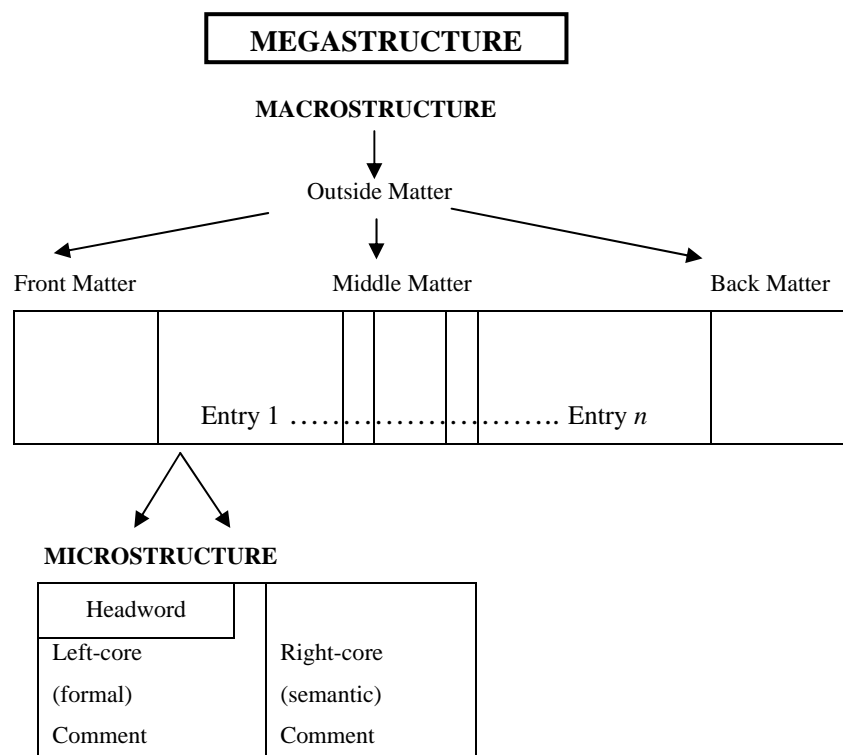 MEGASTRUCTURE
MACROSTRUCTURE
Outside Matter
Front Matter Middle Matter Back Matter
Entry 1 ……………………….. Entry n
MICROSTRUCTURE
Headword
Left-core
(formal)
Comment
Right-core
(semantic)
Comment